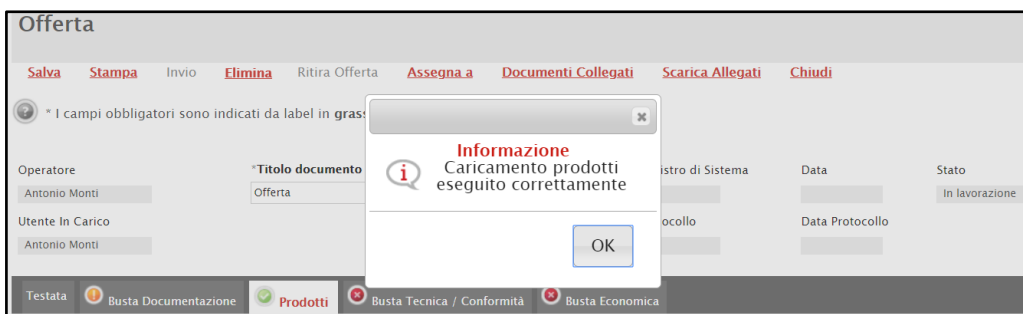 Offerta
Salva Stampa Invio Elimina Ritira Offerta Assegna a Documenti Collegati Scarica Allegati Chiudi
* I campi obbligatori sono indicati da label in
Informazione
Caricamento prodotti
eseguito correttamente
OK
Operatore *Titolo documento di Sistema Data Stato
Antonio Monti Offerta In lavorazione
Utente In Carico Data Protocollo
Antonio Monti
Testata Busta Documentazione Prodotti Busta Tecnica / Conformità Busta Economica